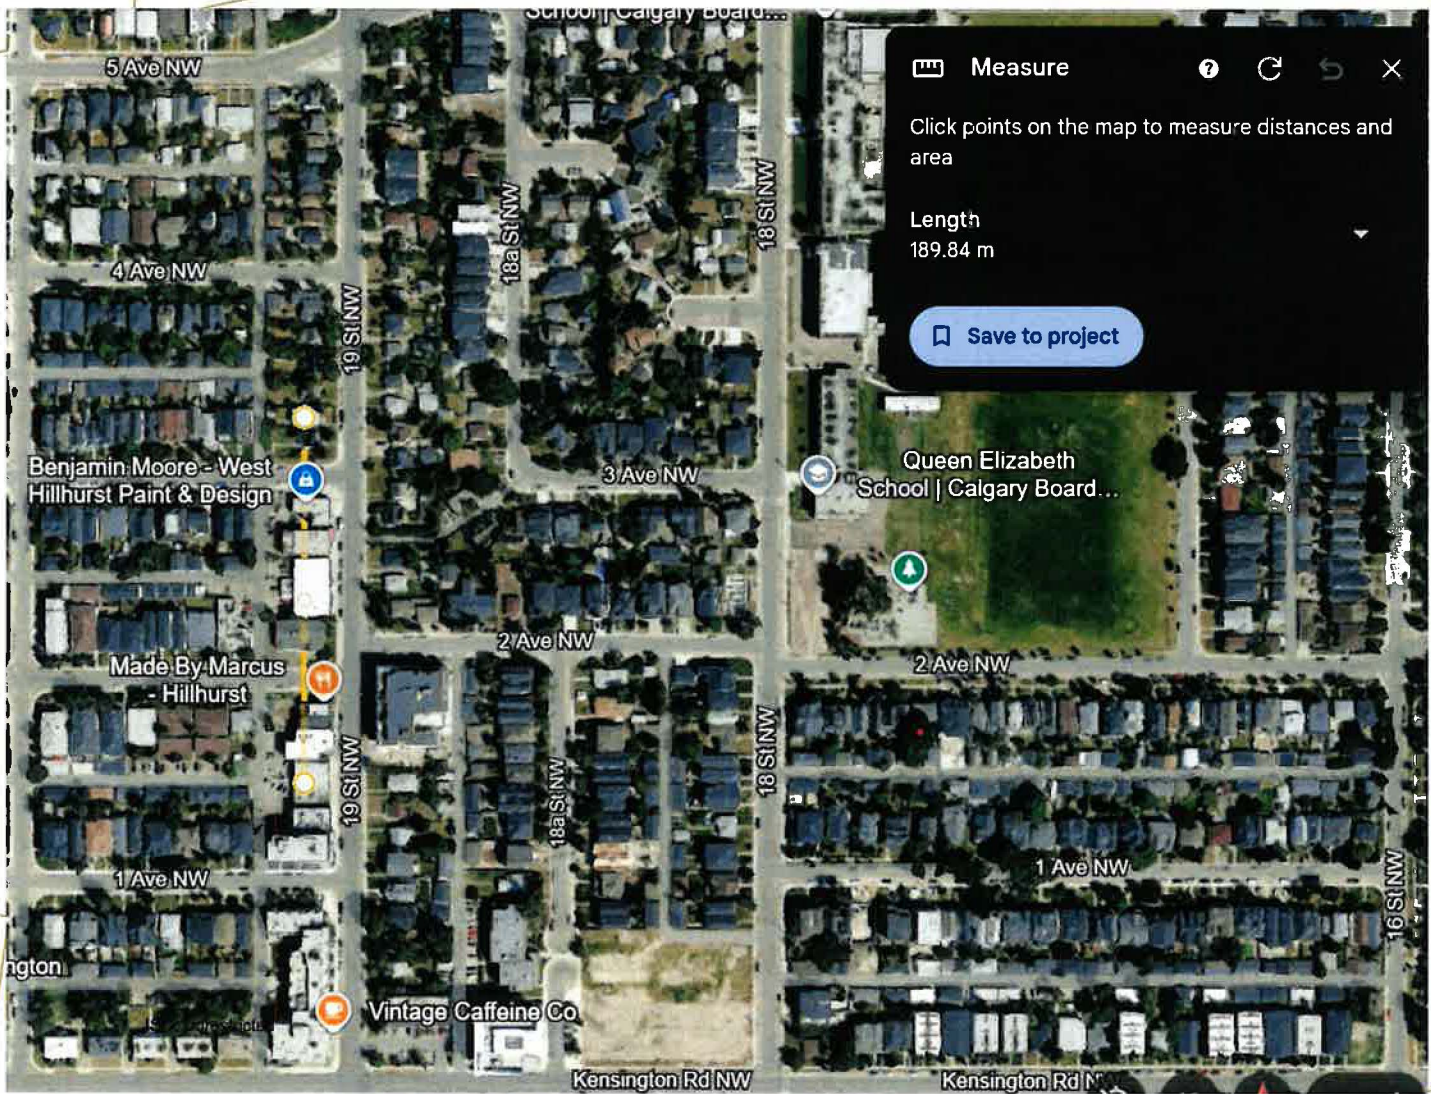 School | Calgary Board...
5 Ave NW
Measure
Click points on the map to measure distances and
area
Length
189.84 m
Save to project
18 St NW
18a St NW
4 Ave NW
19 St NW
Benjamin Moore - West
Hillhurst Paint & Design
3 Ave NW
Queen Elizabeth
School | Calgary Board...
2 Ave NW
2 Ave NW
Made By Marcus
- Hillhurst
19 St NW
18a St NW
18 St NW
1 Ave NW
1 Ave NW
16 St NW
ngton
Vintage Caffeine Co
Kensington Rd NW
Kensington Rd N